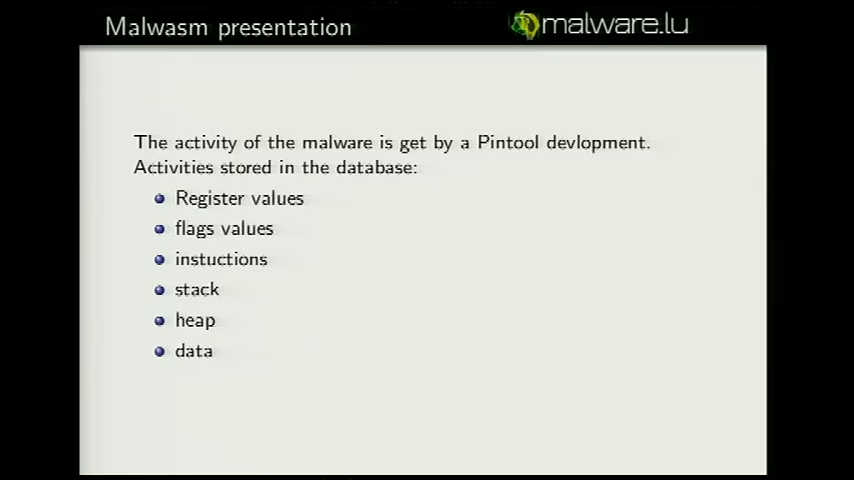 Malwasm presentation
malware.lu
The activity of the malware is get by a Pintool devlopment.
Activities stored in the database:
Register values
flags values
instuctions
stack
heap
data